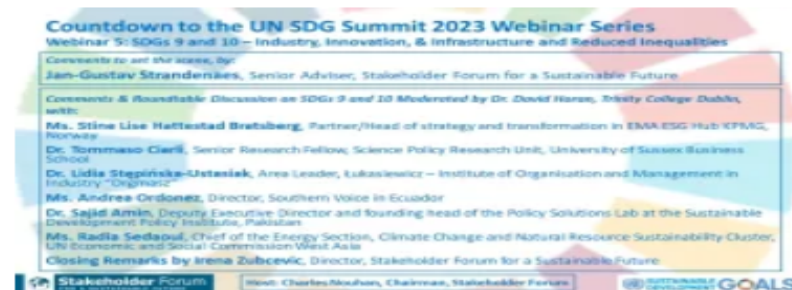 Countdown to the UN SDG Summit 2023 Webinar Series
Webinar 5: SDGs 9 and 10 – Industry, Innovation, & Infrastructure and Reduced Inequalities
Comments to set the scene, by:
Jan-Gustav Strandenaes, Senior Adviser, Stakeholder Forum for a Sustainable Future
Comments & Roundtable Discussion on SDGs 9 and 10 Moderated by Dr. David Horan, Trinity College Dublin,
with:
Ms. Stine Lise Hattestad Bratsberg, Partner/Head of strategy and transformation in EMA ESG Hub KPMG,
Norway
Dr. Tommaso Ciarli, Senior Research Fellow, Science Policy Research Unit, University of Sussex Business
School
Dr. Lidia Stępińska-Ustasiak, Area Leader, Łukasiewicz – Institute of Organisation and Management in
Industry "Orgmasz"
Ms. Andrea Ordonez, Director, Southern Voice in Ecuador
Dr. Sajid Amin, Deputy Executive Director and founding head of the Policy Solutions Lab at the Sustainable
Development Policy Institute, Pakistan
Ms. Radia Sedaoui, Chief of the Energy Section, Climate Change and Natural Resource Sustainability Cluster,
UN Economic and Social Commission West Asia
Closing Remarks by Irena Zubcevic, Director, Stakeholder Forum for a Sustainable Future
Stakeholder Forum
FOR A SUSTAINABLE FUTURE
Host: Charles Nouhan, Chairman, Stakeholder Forum
SUSTAINABLE DEVELOPMENT GOALS